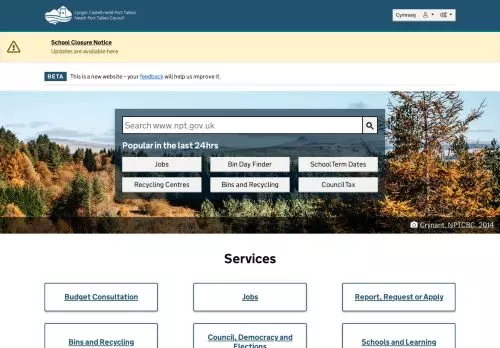 Cyngor Castell-nedd Port Talbot
Neath Port Talbot Council
Cymraeg
School Closure Notice
Updates are available here
BETA
This is a new website – your feedback will help us improve it.
Search www.npt.gov.uk
Popular in the last 24hrs
Jobs
Bin Day Finder
School Term Dates
Recycling Centres
Bins and Recycling
Council Tax
Crynant, NPTCBC, 2014
Services
Budget Consultation
Jobs
Report, Request or Apply
Bins and Recycling
Council, Democracy and
Elections
Schools and Learning